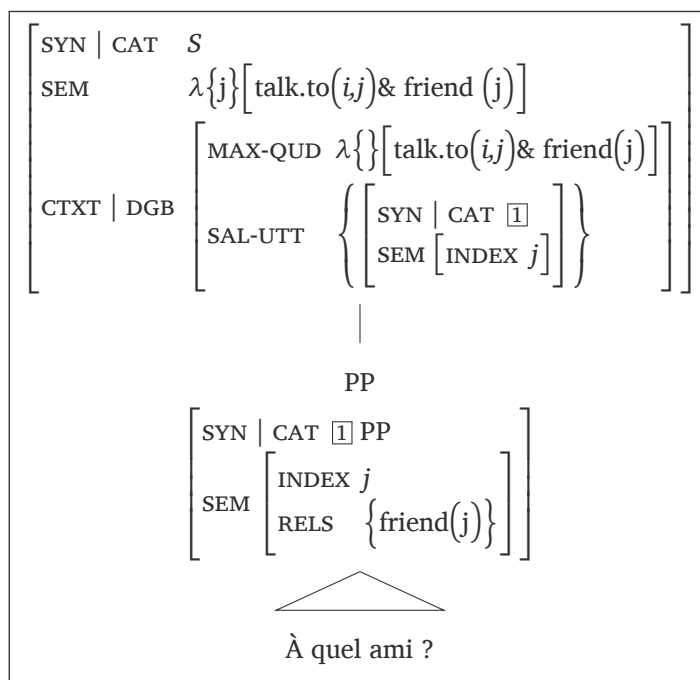 SYN | CAT S
SEM λ{j}[talk.to(i,j)& friend (j)]
MAX-QUD λ{}[talk.to(i,j)& friend(j)]
CTXT | DGB
SAL-UTT {[SYN | CAT 1
SEM [INDEX j]]}
PP
SYN | CAT 1 PP
INDEX j
SEM
RELS {friend(j)}
À quel ami ?